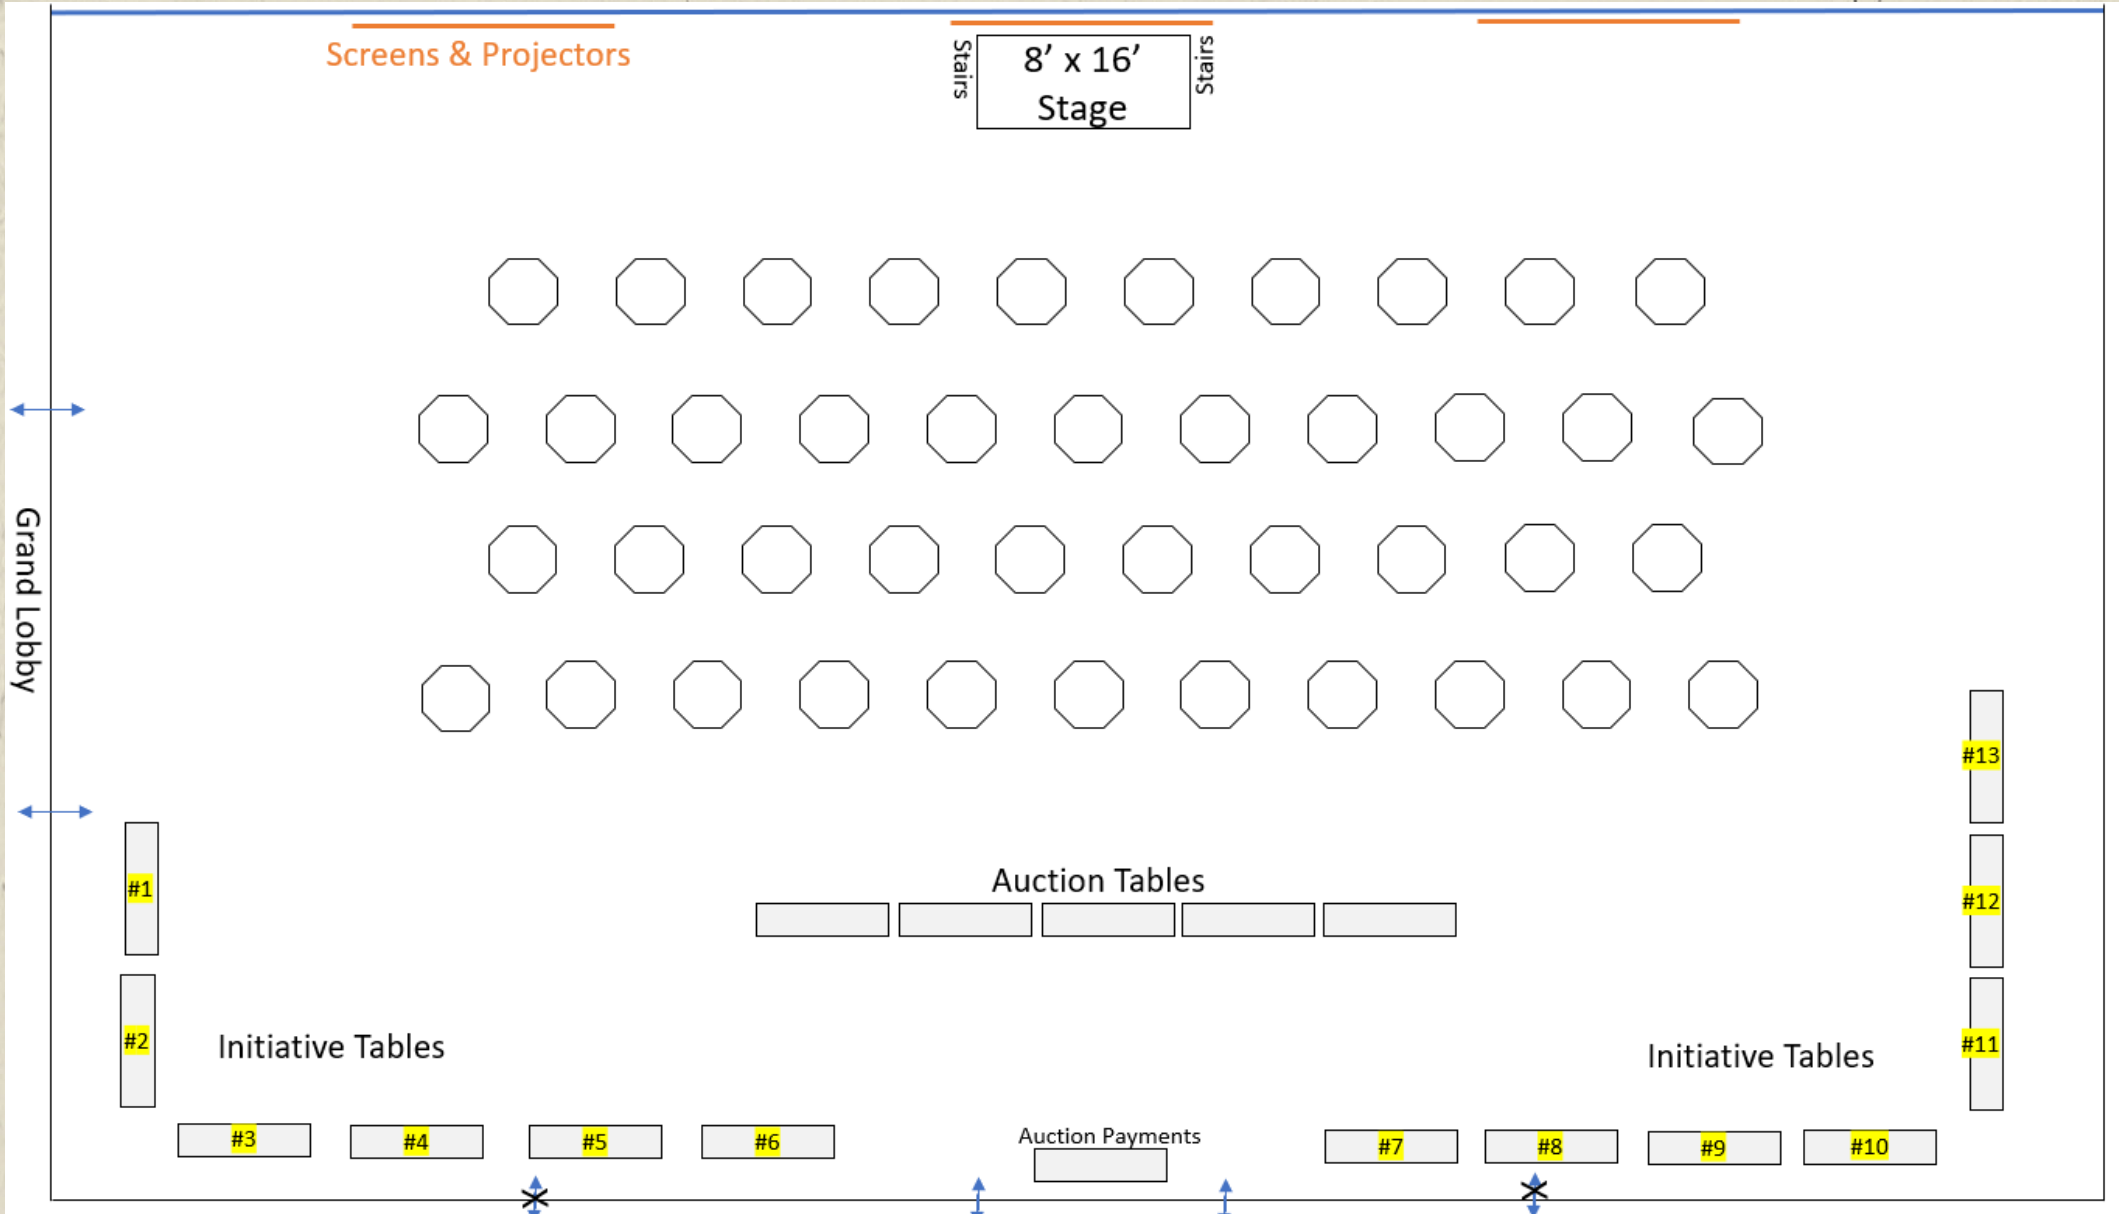 Screens & Projectors
Stairs
8’ x 16’
Stage
Stairs
Grand Lobby
#13
#1
Auction Tables
#12
#2
Initiative Tables
Initiative Tables
#11
#3
#4
#5
#6
Auction Payments
#7
#8
#9
#10